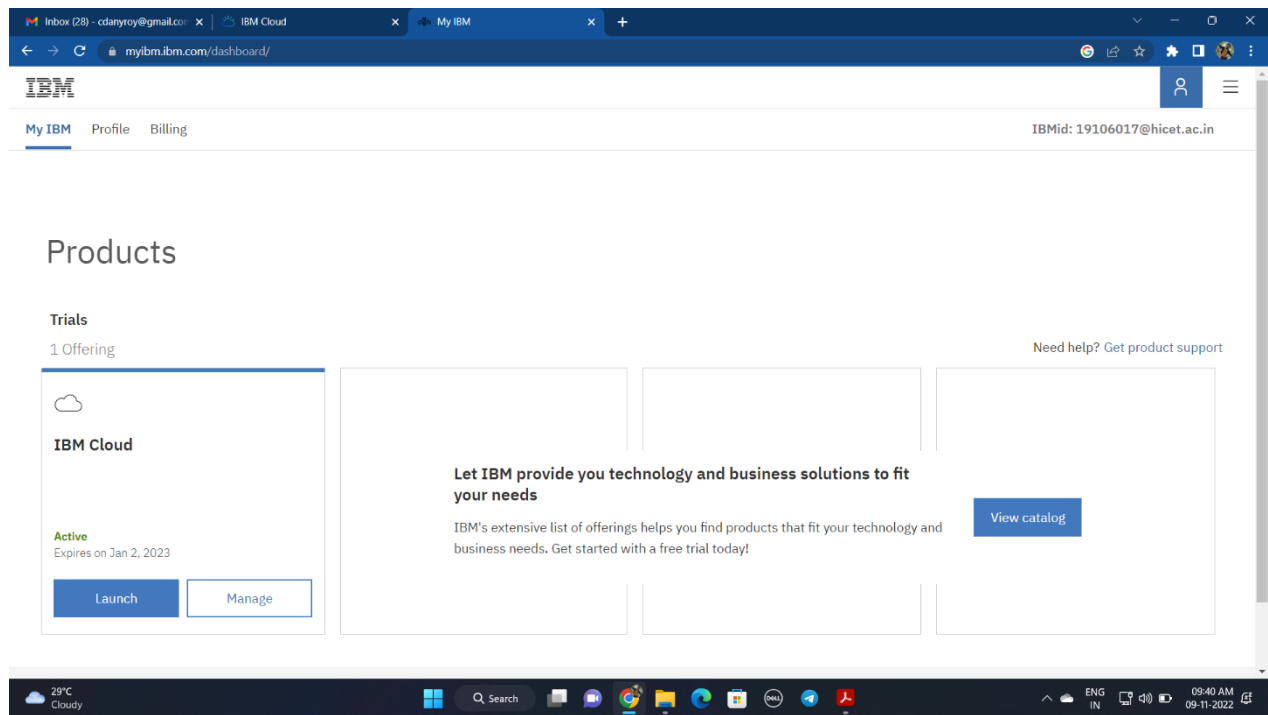 Inbox (28) - cdanyroy@gmail.con
IBM Cloud
My IBM
myibm.ibm.com/dashboard/
IBM
My IBM Profile Billing
IBMid: 19106017@hicet.ac.in
Products
Trials
1 Offering
Need help? Get product support
IBM Cloud
Active
Expires on Jan 2, 2023
Launch
Manage
Let IBM provide you technology and business solutions to fit
your needs
IBM's extensive list of offerings helps you find products that fit your technology and
business needs. Get started with a free trial today!
View catalog
29°C
Cloudy
Search
DELL
ENG
IN
09:40 AM
09-11-2022